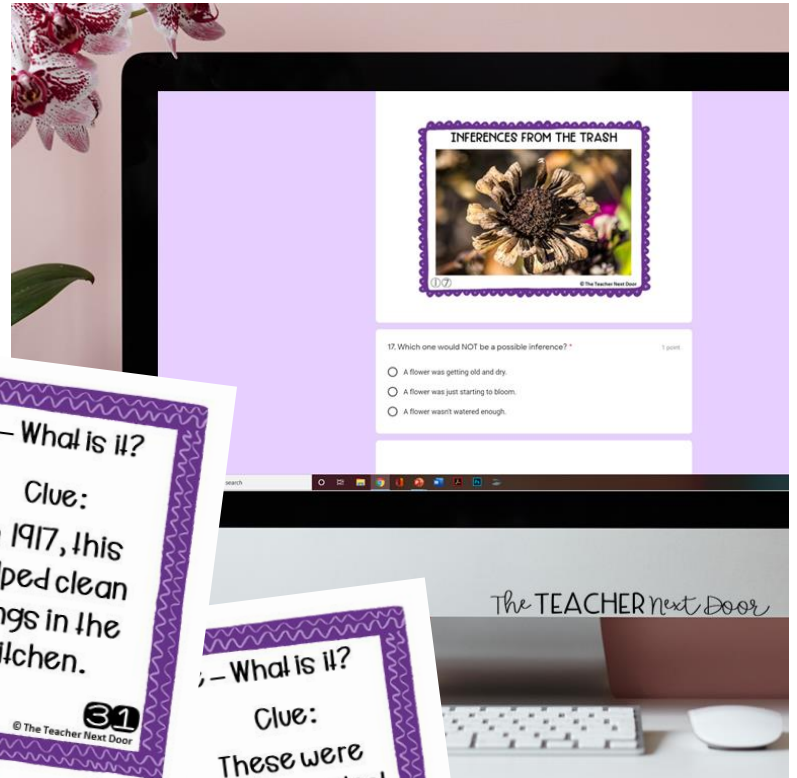 INFERENCES FROM THE TRASH
17
© The Teacher Next Door
17. Which one would NOT be a possible inference? *
1 point
A flower was getting old and dry.
A flower was just starting to bloom.
A flower wasn't watered enough.
search
The TEACHER Next Door
– What is it?
Clue:
1917, this
clean
in the
31
© The Teacher Next Door
– What is it?
Clue:
These were